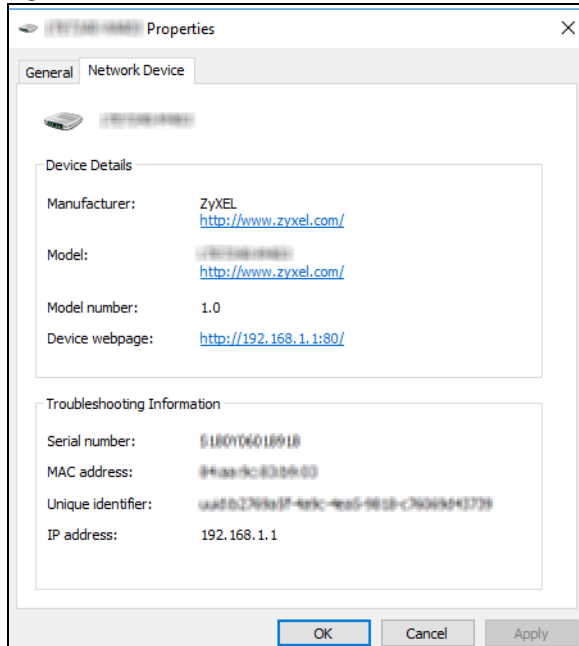 Properties
General
Network Device
Device Details
Manufacturer: ZyXEL
http://www.zyxel.com/
Model:
http://www.zyxel.com/
Model number: 1.0
Device webpage: http://192.168.1.1:80/
Troubleshooting Information
Serial number:
MAC address:
Unique identifier:
IP address: 192.168.1.1
OK Cancel Apply